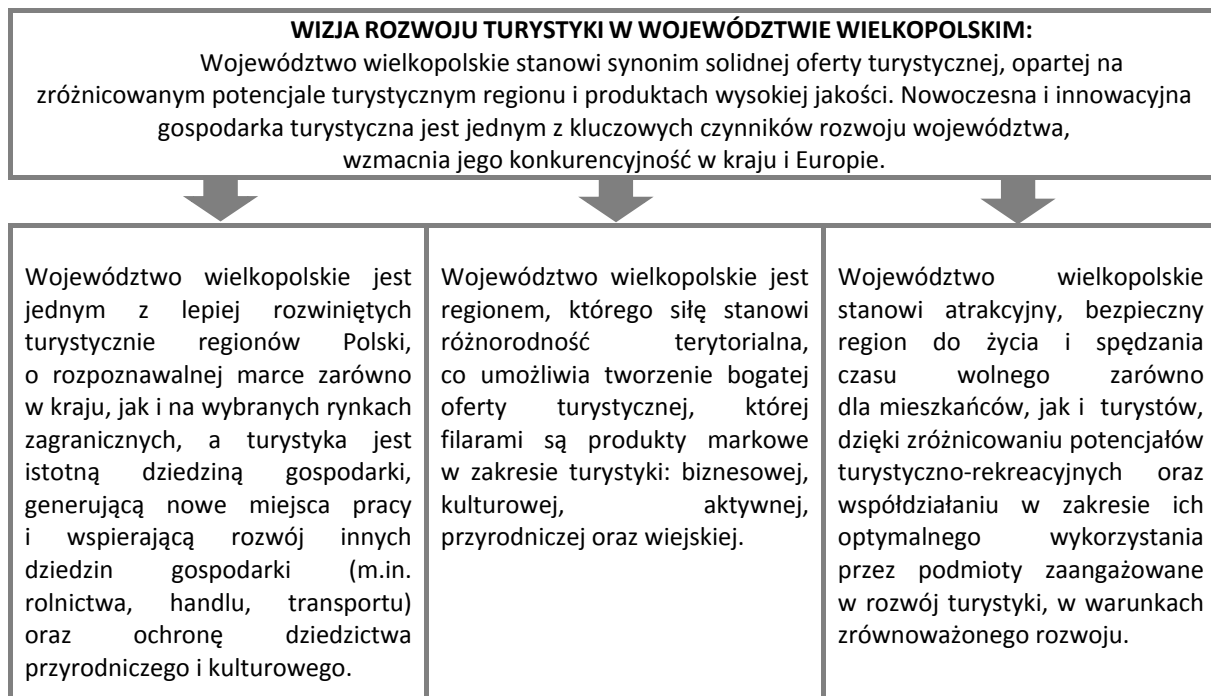 WIZJA ROZWOJU TURYSTYKI W WOJEWÓDZTWIE WIELKOPOLSKIM:
Województwo wielkopolskie stanowi synonim solidnej oferty turystycznej, opartej na
zróżnicowanym potencjale turystycznym regionu i produktach wysokiej jakości. Nowoczesna i innowacyjna
gospodarka turystyczna jest jednym z kluczowych czynników rozwoju województwa,
wzmacnia jego konkurencyjność w kraju i Europie.
Województwo wielkopolskie jest
jednym z lepiej rozwiniętych
turystycznie regionów Polski,
o rozpoznawalnej marce zarówno
w kraju, jak i na wybranych rynkach
zagranicznych, a turystyka jest
istotną dziedziną gospodarki,
generującą nowe miejsca pracy
i wspierającą rozwój innych
dziedzin gospodarki (m.in.
rolnictwa, handlu, transportu)
oraz ochronę dziedzictwa
przyrodniczego i kulturowego.
Województwo wielkopolskie jest
regionem, którego siłę stanowi
różnorodność terytorialna,
co umożliwia tworzenie bogatej
oferty turystycznej, której
filarami są produkty markowe
w zakresie turystyki: biznesowej,
kulturowej, aktywnej,
przyrodniczej oraz wiejskiej.
Województwo wielkopolskie
stanowi atrakcyjny, bezpieczny
region do życia i spędzania
czasu wolnego zarówno
dla mieszkańców, jak i turystów,
dzięki zróżnicowaniu potencjałów
turystyczno-rekreacyjnych oraz
współdziałaniu w zakresie ich
optymalnego wykorzystania
przez podmioty zaangażowane
w rozwój turystyki, w warunkach
zrównoważonego rozwoju.